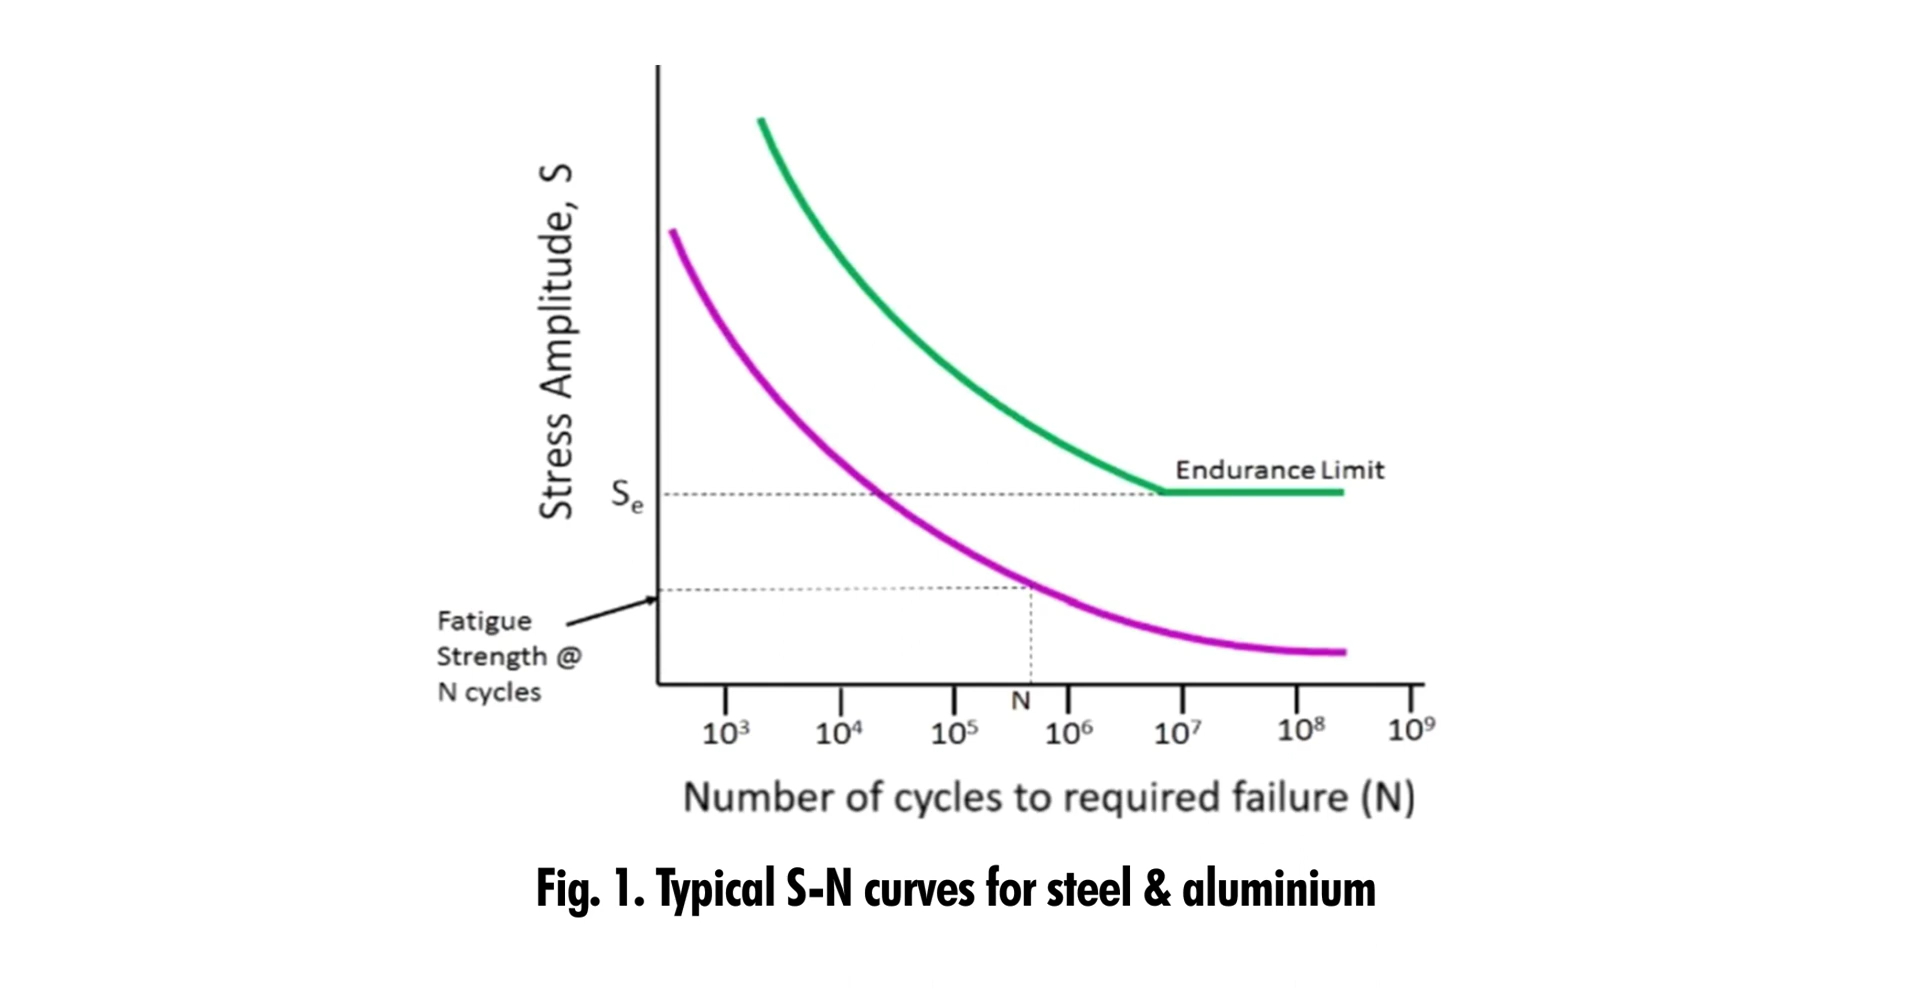 Stress Amplitude, S
Endurance Limit
Sₑ
Fatigue
Strength @
N cycles
N
10³ 10⁴ 10⁵ 10⁶ 10⁷ 10⁸ 10⁹
Number of cycles to required failure (N)
Fig. 1. Typical S-N curves for steel & aluminium